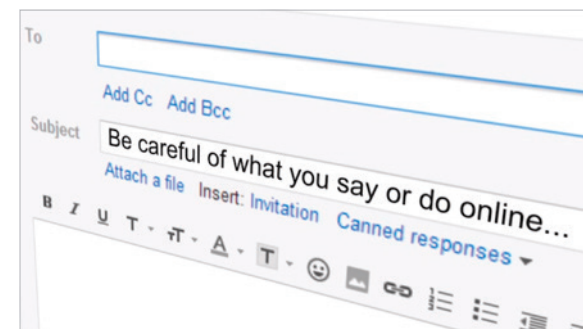 To
Add Cc Add Bcc
Subject
Be careful of what you say or do online...
Attach a file Insert: Invitation Canned responses
B I U T TT A T